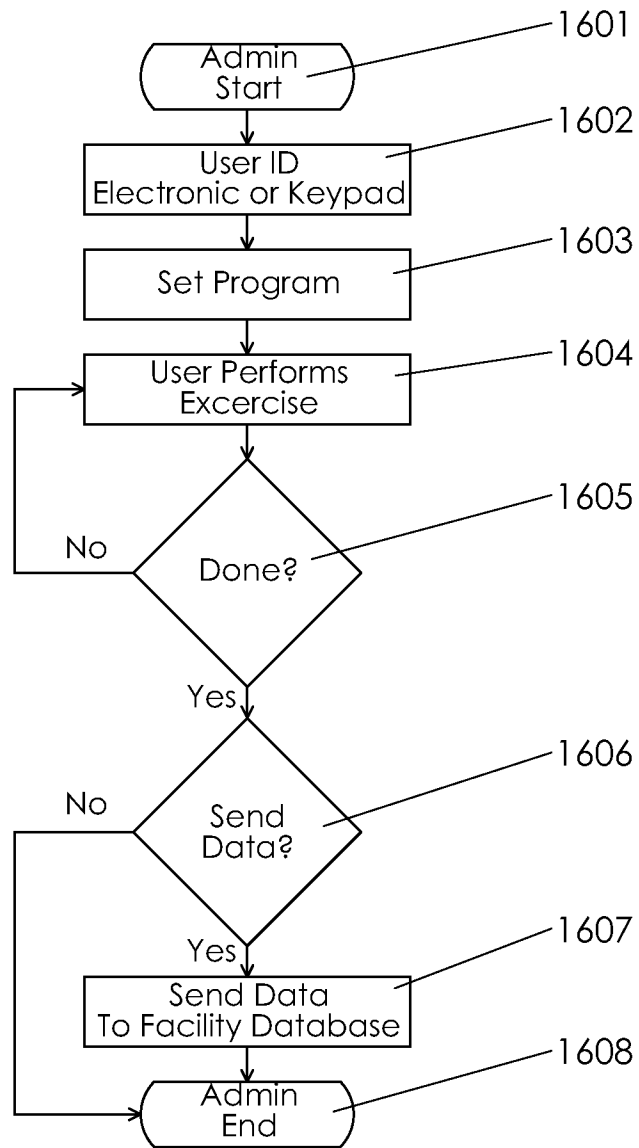 1601
Admin
Start
1602
User ID
Electronic or Keypad
1603
Set Program
1604
User Performs
Excercise
1605
No
Done?
Yes
1606
No
Send
Data?
Yes
1607
Send Data
To Facility Database
1608
Admin
End